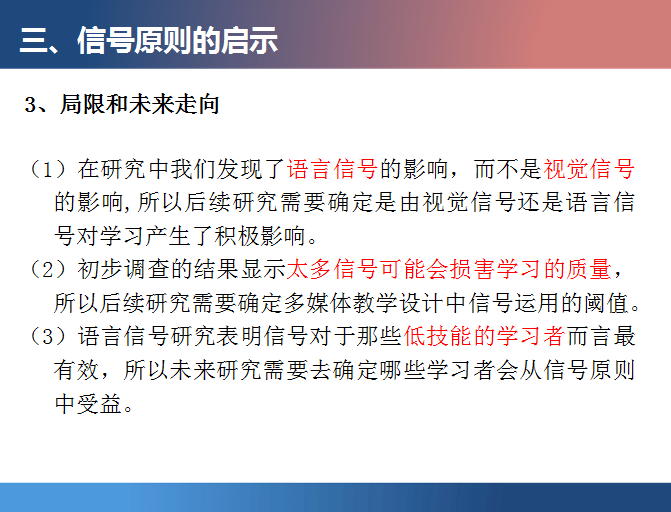 三、信号原则的启示
3、局限和未来走向
（1）在研究中我们发现了语言信号的影响，而不是视觉信号
的影响,所以后续研究需要确定是由视觉信号还是语言信
号对学习产生了积极影响。
（2）初步调查的结果显示太多信号可能会损害学习的质量，
所以后续研究需要确定多媒体教学设计中信号运用的阈值。
（3）语言信号研究表明信号对于那些低技能的学习者而言最
有效，所以未来研究需要去确定哪些学习者会从信号原则
中受益。